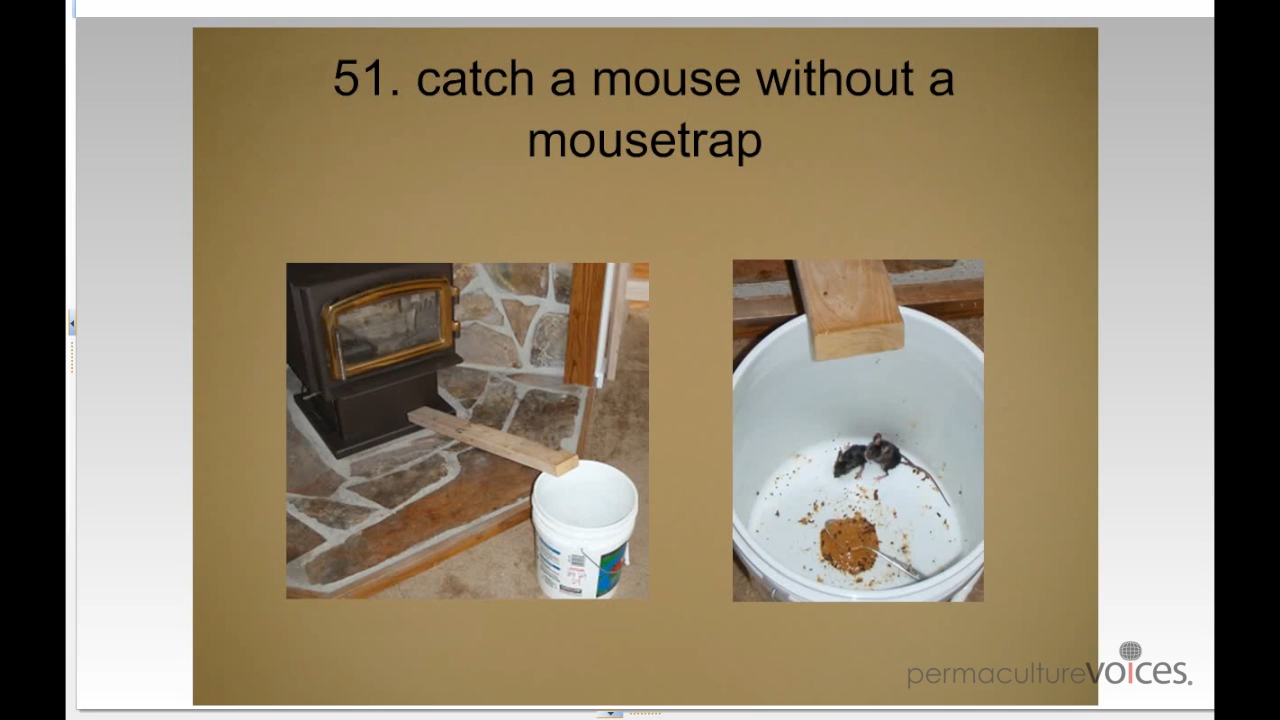 51. catch a mouse without a
mousetrap
permaculturevoices.